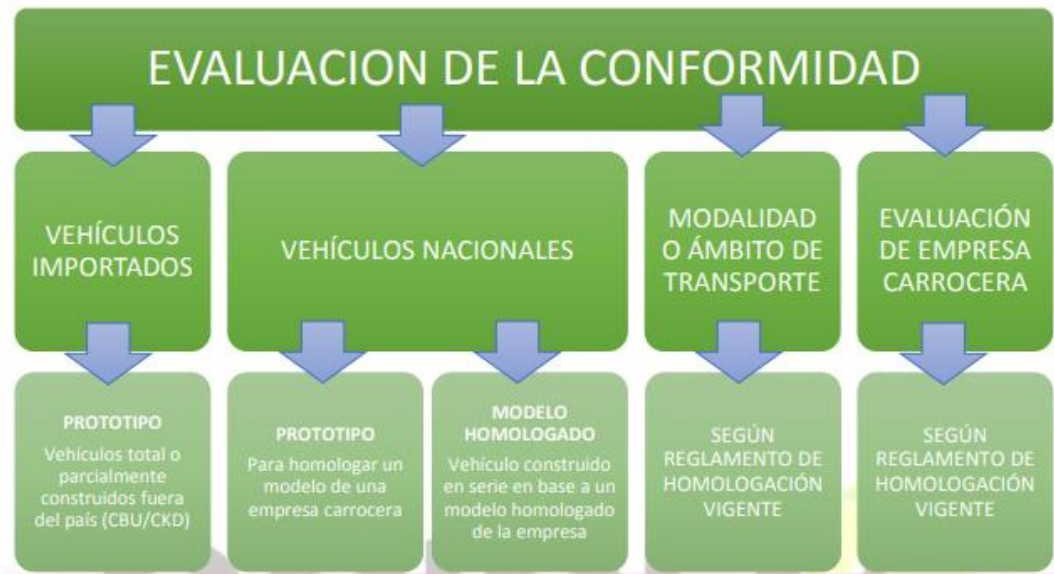 EVALUACION DE LA CONFORMIDAD
VEHÍCULOS
IMPORTADOS
VEHÍCULOS NACIONALES
MODALIDAD
O ÁMBITO DE
TRANSPORTE
EVALUACIÓN
DE EMPRESA
CARROCERA
PROTOTIPO
Vehículos total o
parcialmente
construidos fuera
del país (CBU/CKD)
PROTOTIPO
Para homologar un
modelo de una
empresa carrocera
MODELO
HOMOLOGADO
Vehículo construido
en serie en base a un
modelo homologado
de la empresa
SEGÚN
REGLAMENTO DE
HOMOLOGACIÓN
VIGENTE
SEGÚN
REGLAMENTO DE
HOMOLOGACIÓN
VIGENTE